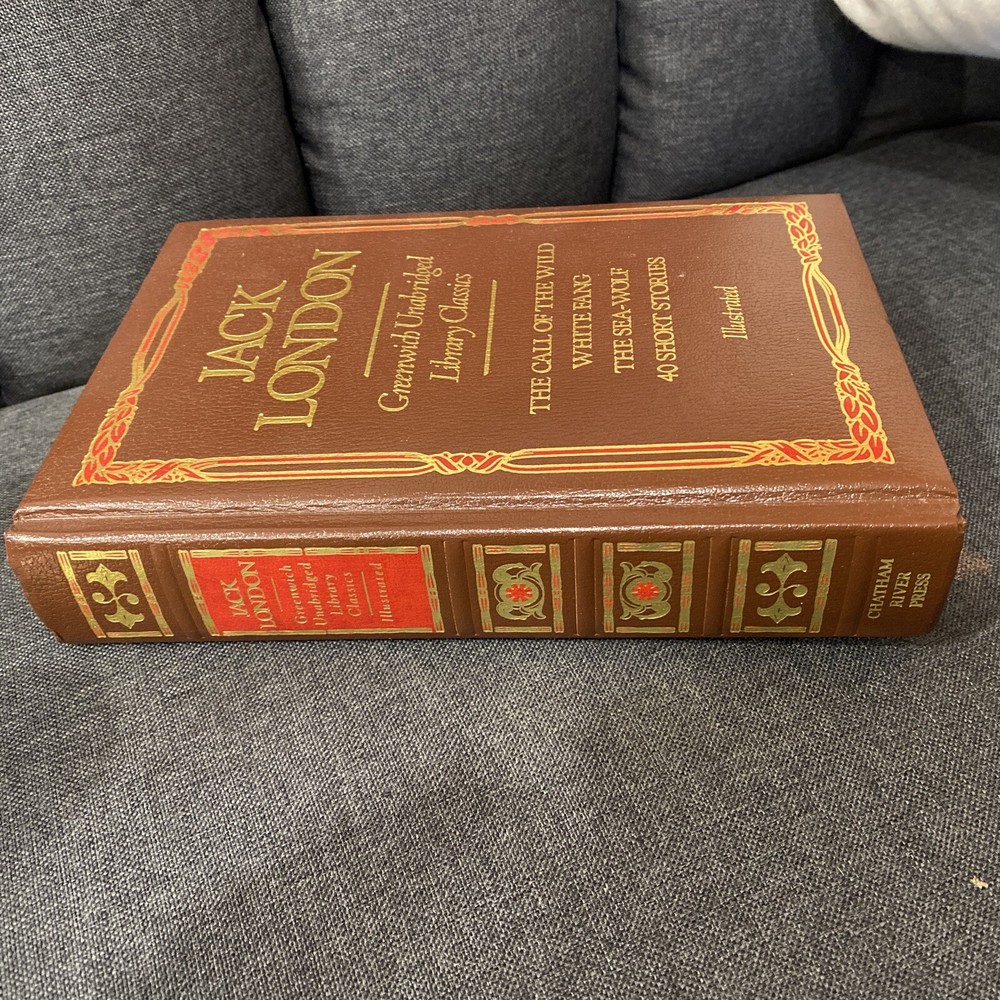 JACK
LONDON
Greenwich Unabridged
Library Classics
THE CALL OF THE WILD
WHITE FANG
THE SEA-WOLF
40 SHORT STORIES
Illustrated
JACK
LONDON
Greenwich
Unabridged
Library
Classics
Illustrated
CHATHAM
RIVER
PRESS